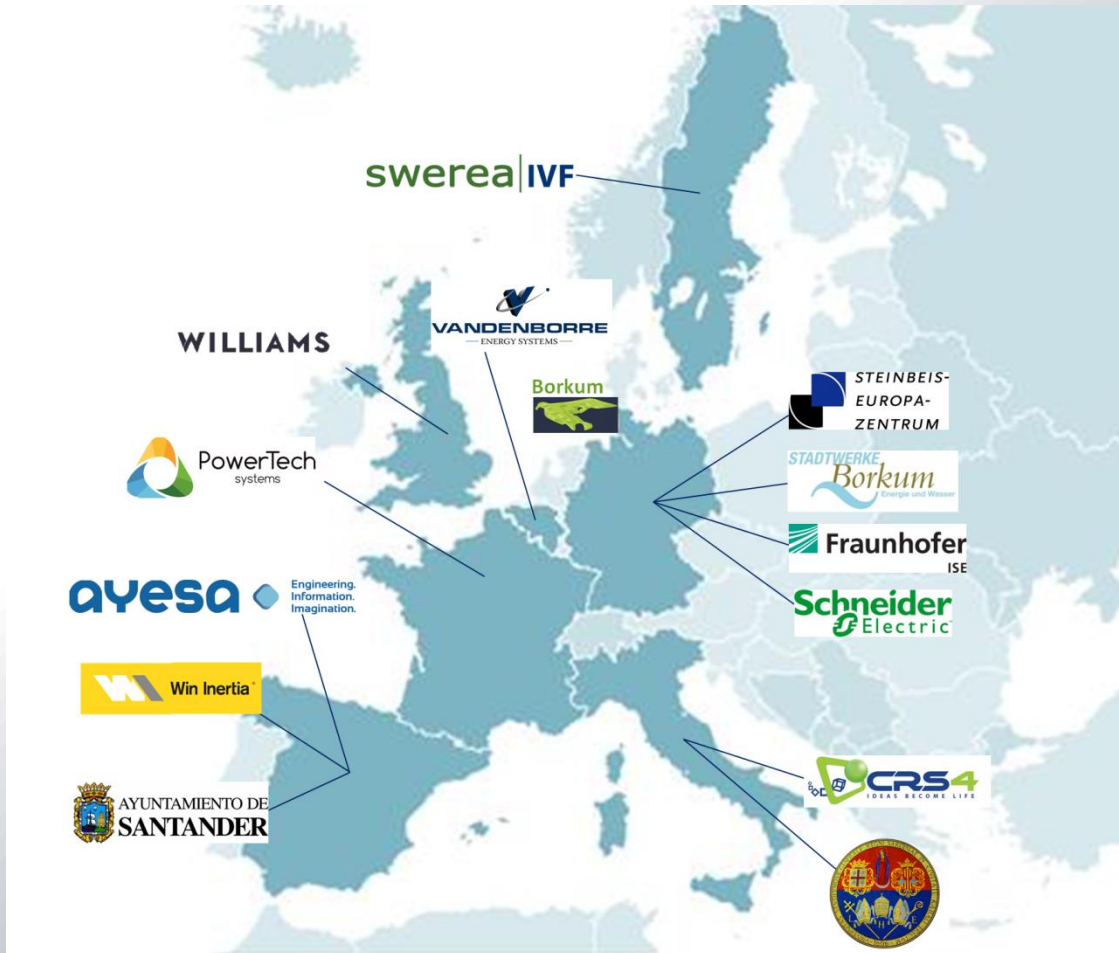 swerea|IVF
VANDENBORRE
ENERGY SYSTEMS
WILLIAMS
Borkum
STEINBEIS-
EUROPA-
ZENTRUM
PowerTech
systems
STADTWERKE
Borkum
Energie und Wasser
Fraunhofer
ISE
ayesa
Engineering.
Information.
Imagination.
Schneider
Electric
Win Inertia
AYUNTAMIENTO DE
SANTANDER
CRS4
IDEAS BECOME LIFE
L H E